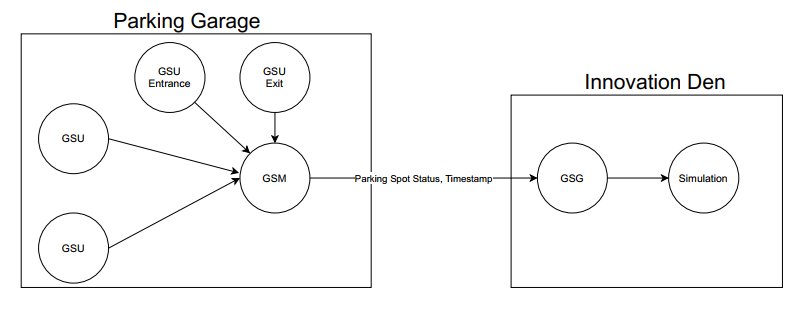 Parking Garage
GSU
Entrance
GSU
Exit
Innovation Den
GSU
GSM
Parking Spot Status, Timestamp
GSG
Simulation
GSU